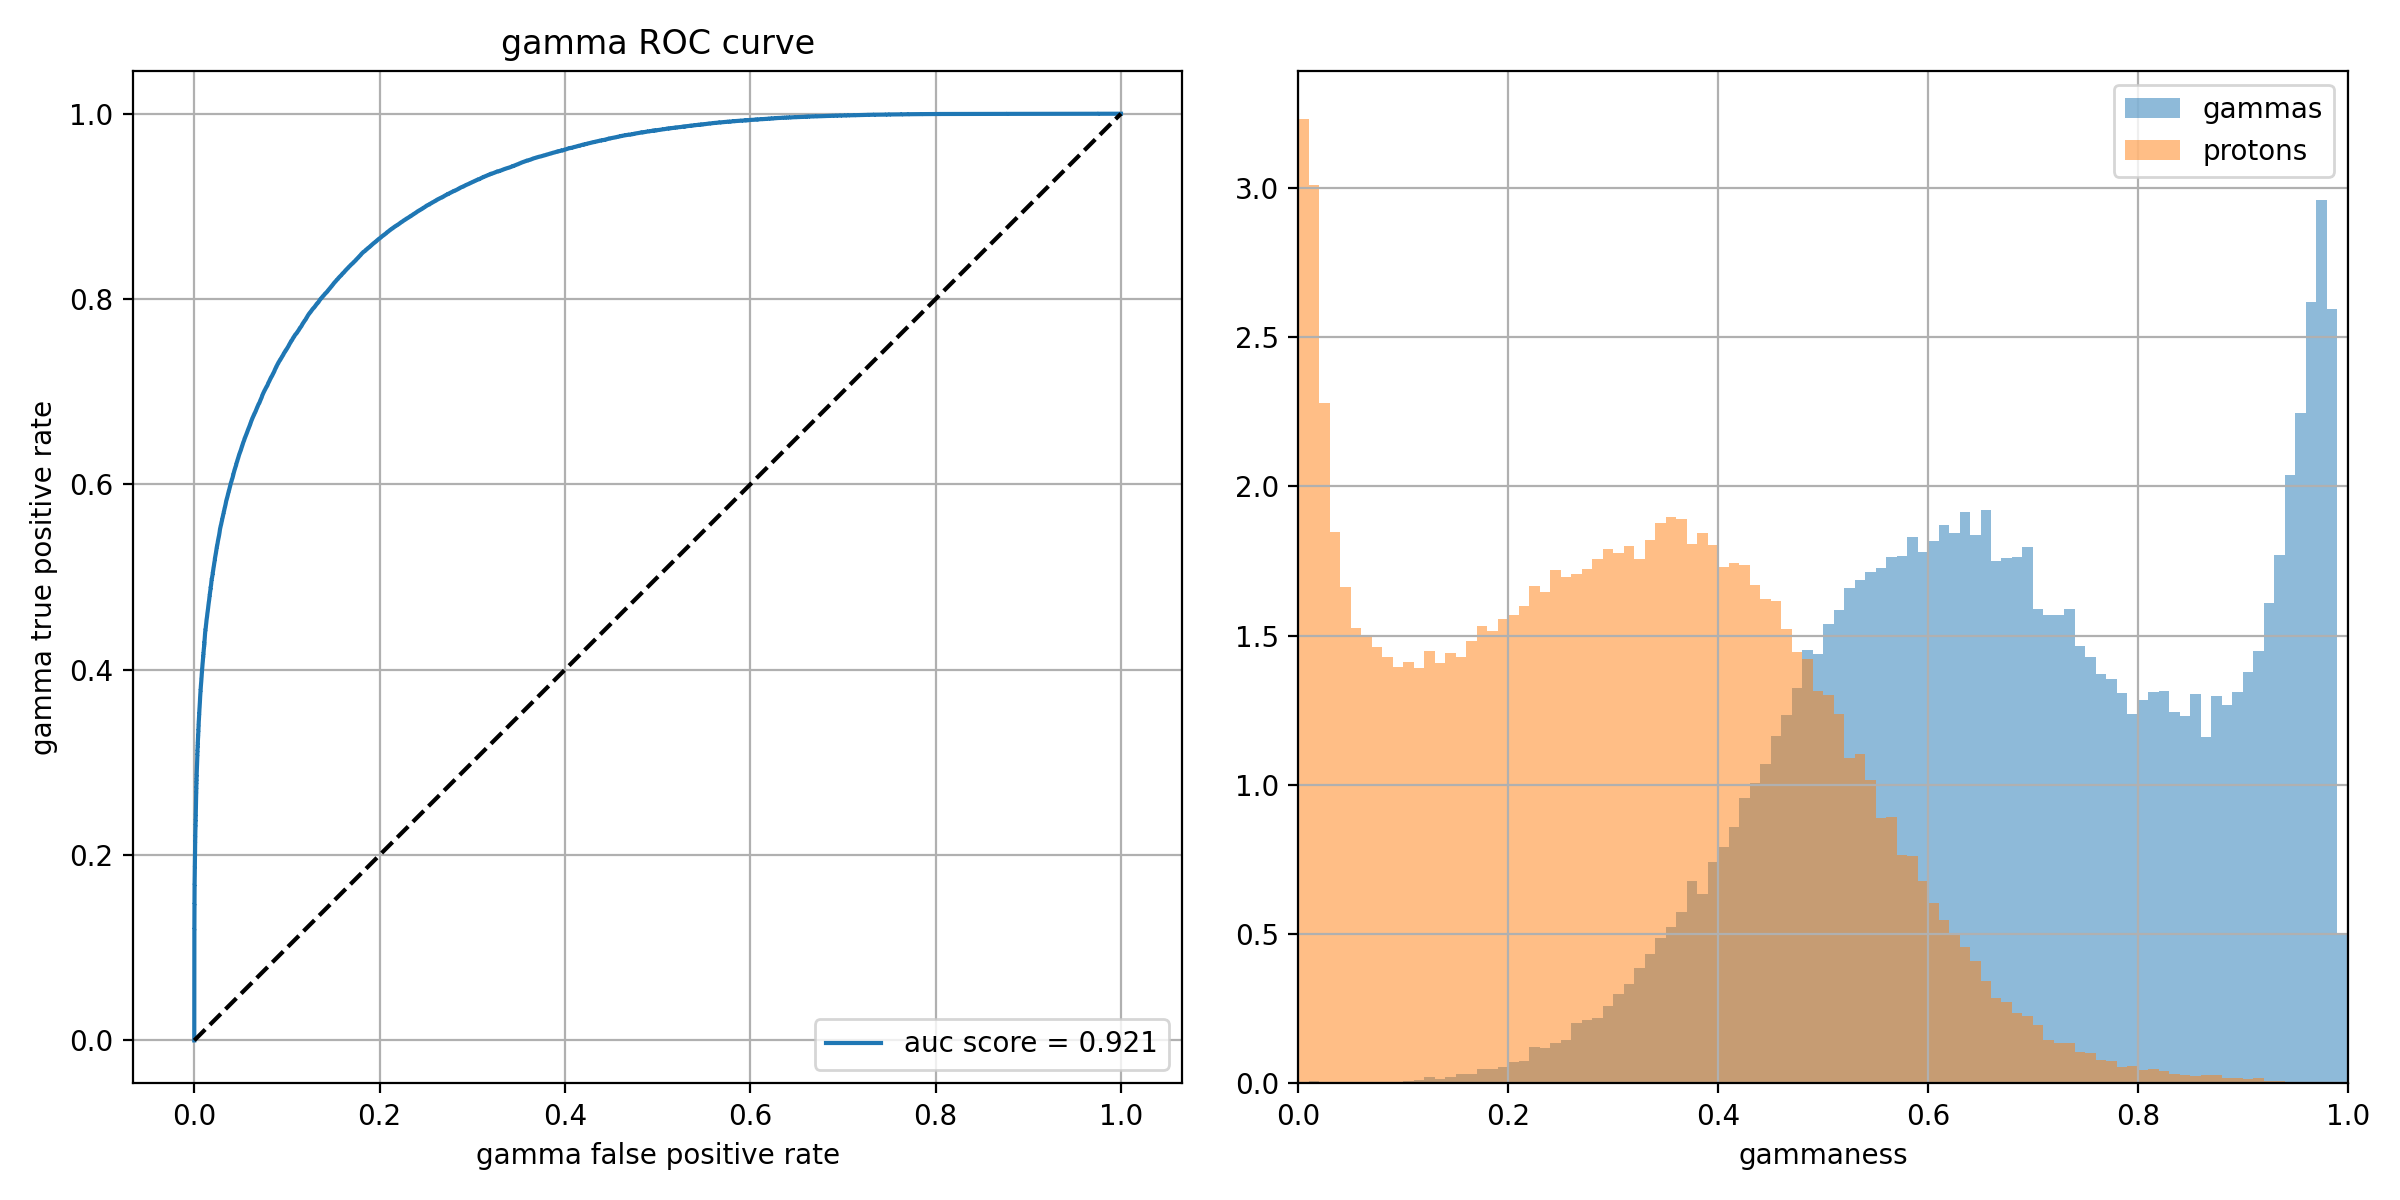 gamma ROC curve
gamma true positive rate
1.0
0.8
0.6
0.4
0.2
0.0
auc score = 0.921
0.0 0.2 0.4 0.6 0.8 1.0
gamma false positive rate
gammas
protons
3.0
2.5
2.0
1.5
1.0
0.5
0.0
0.0 0.2 0.4 0.6 0.8 1.0
gammaness